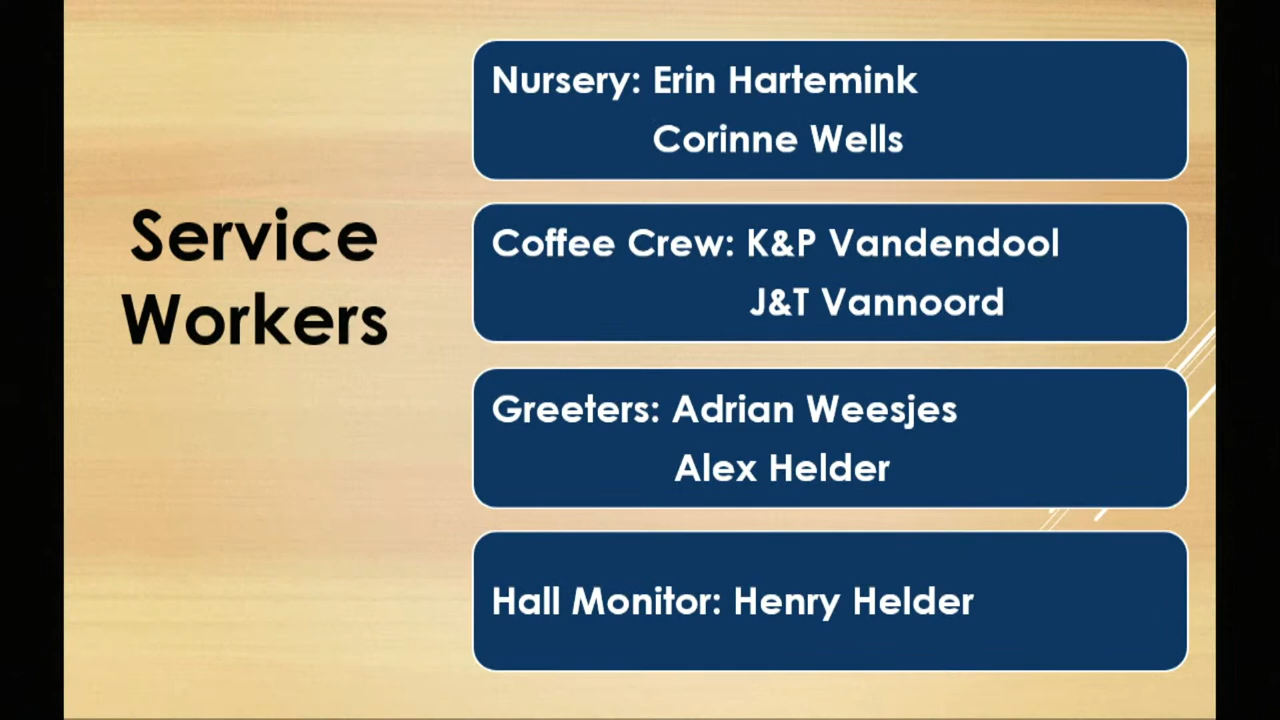 Service
Workers
Nursery: Erin Hartemink
Corinne Wells
Coffee Crew: K&P Vandendool
J&T Vannoord
Greeters: Adrian Weesjes
Alex Helder
Hall Monitor: Henry Helder